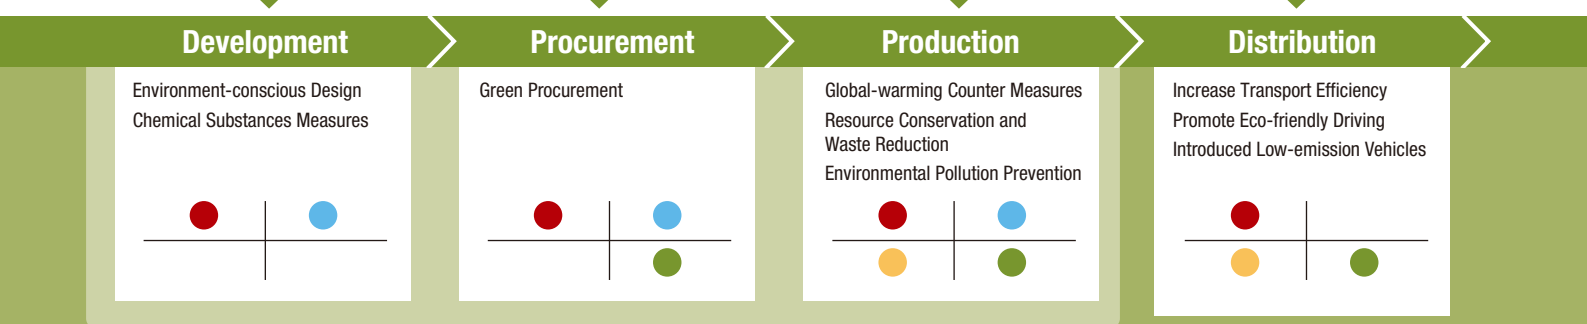 Development
Procurement
Production
Distribution
Environment-conscious Design
Chemical Substances Measures
Green Procurement
Global-warming Counter Measures
Resource Conservation and
Waste Reduction
Environmental Pollution Prevention
Increase Transport Efficiency
Promote Eco-friendly Driving
Introduced Low-emission Vehicles